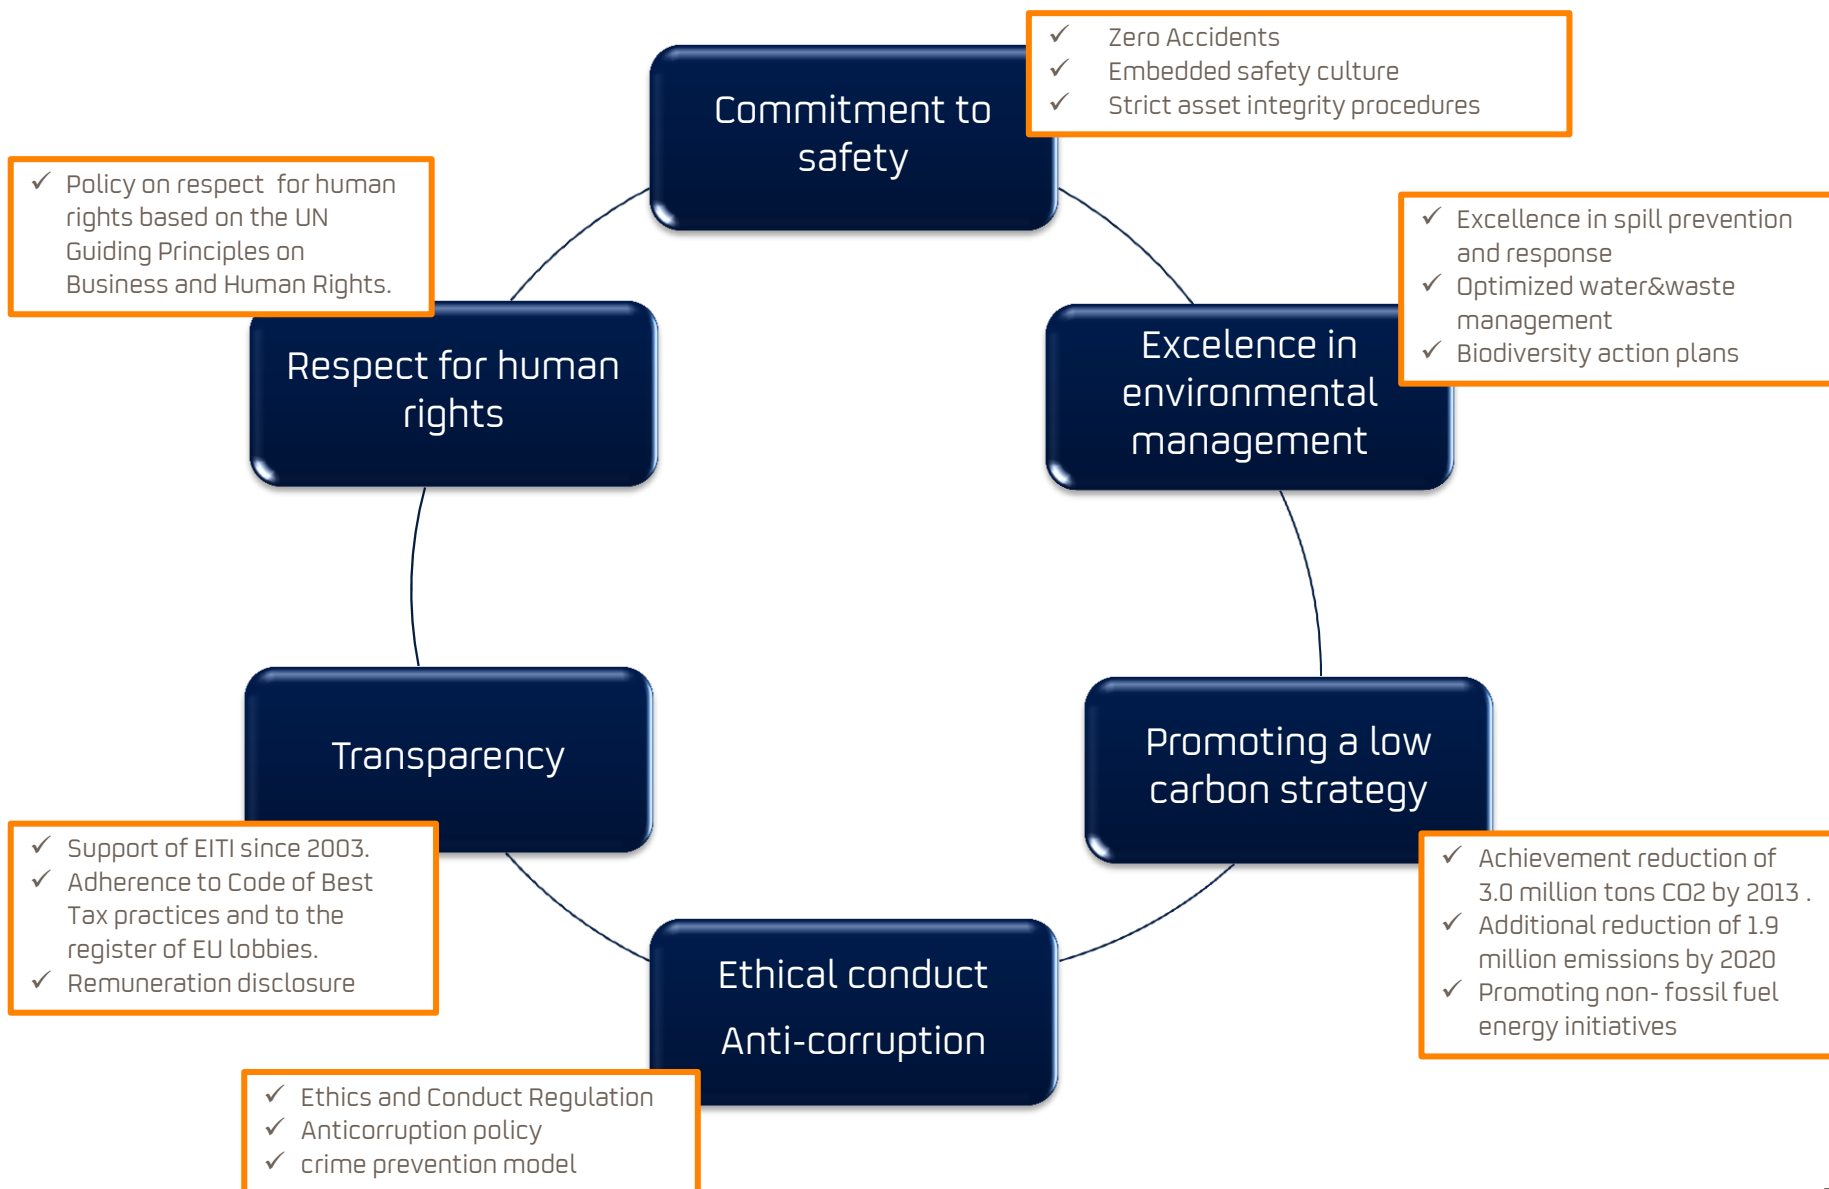 Commitment to
safety
✓ Zero Accidents
✓ Embedded safety culture
✓ Strict asset integrity procedures
✓ Policy on respect for human
rights based on the UN
Guiding Principles on
Business and Human Rights.
Respect for human
rights
✓ Excellence in spill prevention
and response
✓ Optimized water&waste
management
✓ Biodiversity action plans
Excelence in
environmental
management
Transparency
✓ Support of EITI since 2003.
✓ Adherence to Code of Best
Tax practices and to the
register of EU lobbies.
✓ Remuneration disclosure
Promoting a low
carbon strategy
✓ Achievement reduction of
3.0 million tons CO2 by 2013 .
✓ Additional reduction of 1.9
million emissions by 2020
✓ Promoting non- fossil fuel
energy initiatives
Ethical conduct
Anti-corruption
✓ Ethics and Conduct Regulation
✓ Anticorruption policy
✓ crime prevention model